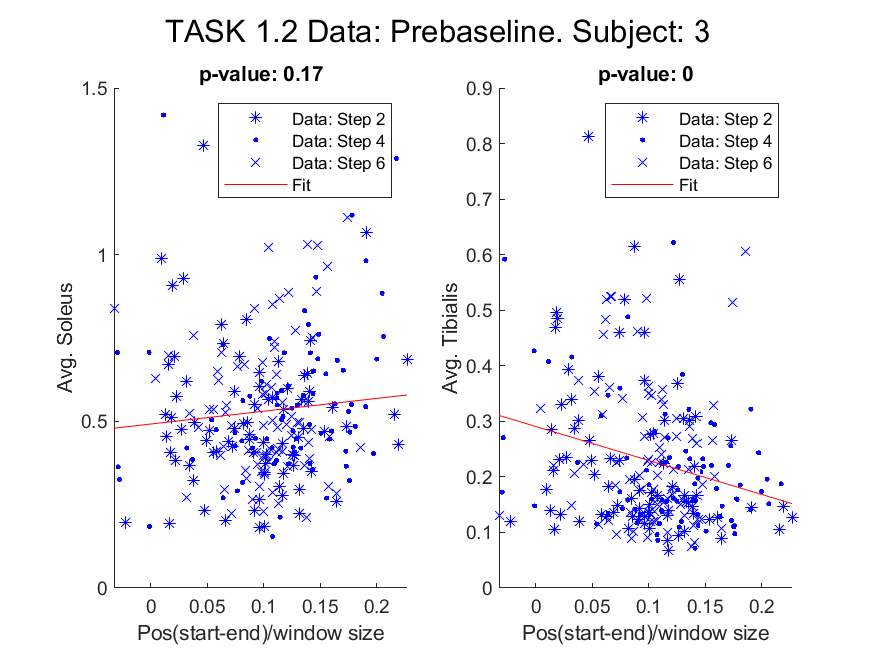 TASK 1.2 Data: Prebaseline. Subject: 3
p-value: 0.17
1.5
1
0.5
0
Avg. Soleus
Data: Step 2
Data: Step 4
Data: Step 6
Fit
0 0.05 0.1 0.15 0.2
Pos(start-end)/window size
p-value: 0
0.9
0.8
0.7
0.6
0.5
0.4
0.3
0.2
0.1
0
Avg. Tibialis
Data: Step 2
Data: Step 4
Data: Step 6
Fit
0 0.05 0.1 0.15 0.2
Pos(start-end)/window size